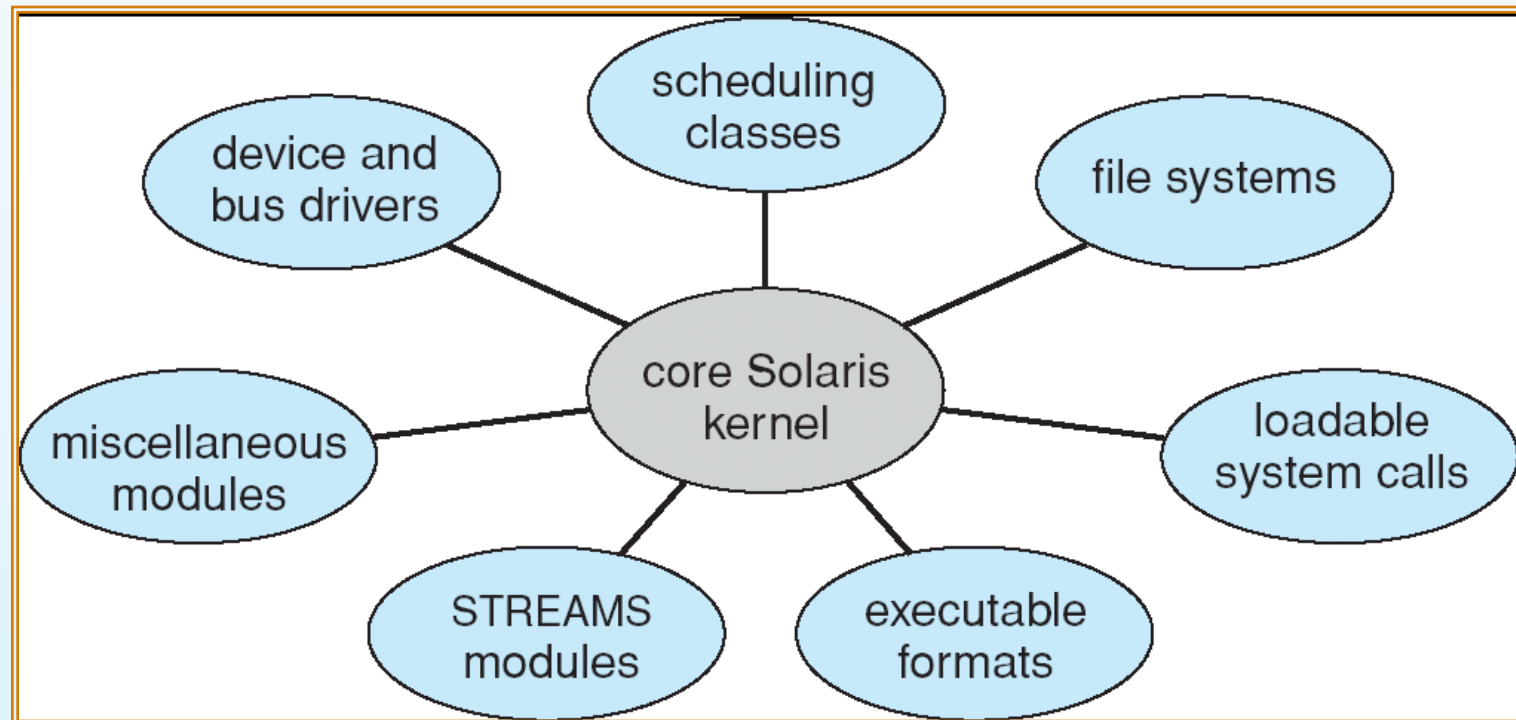 scheduling
classes
device and
bus drivers
file systems
core Solaris
kernel
miscellaneous
modules
loadable
system calls
STREAMS
modules
executable
formats